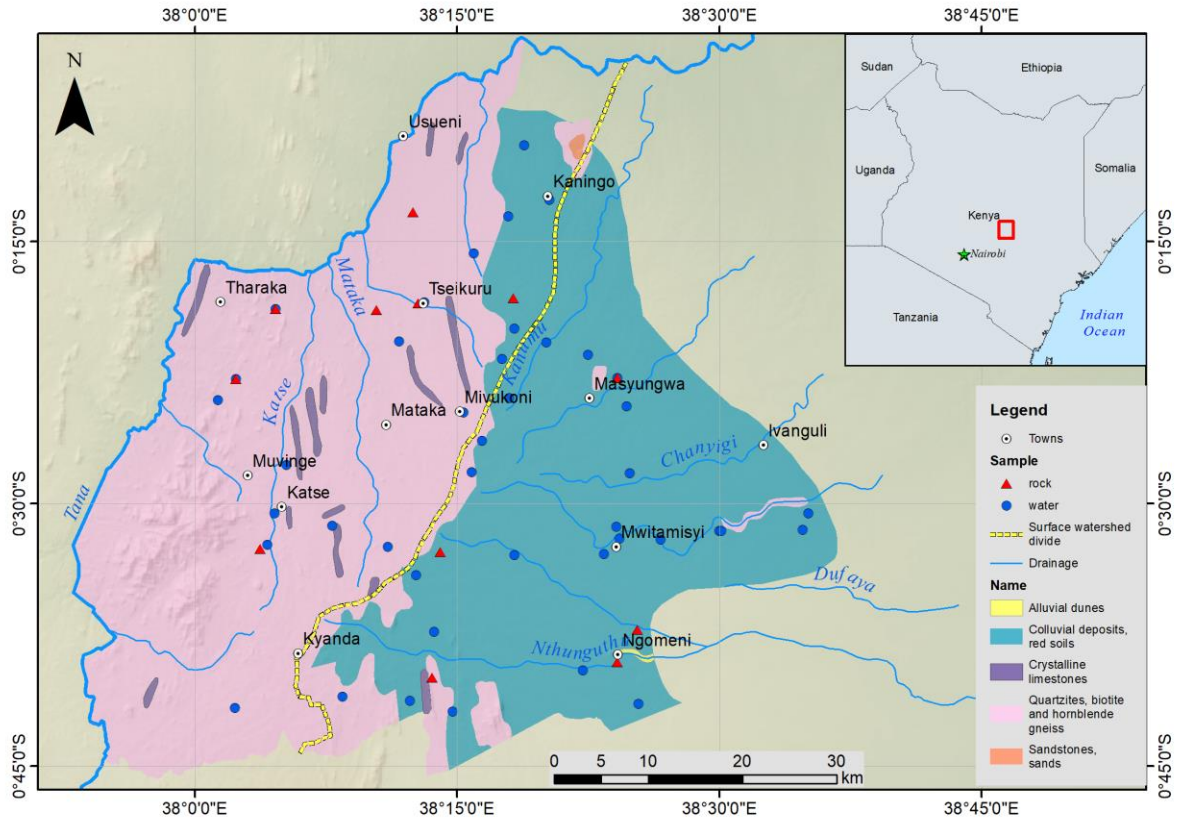 38°0'0"E
38°15'0"E
38°30'0"E
38°45'0"E
N
Sudan
Ethiopia
Uganda
Somalia
Kenya
Nairobi
Tanzania
Indian
Ocean
0°15'0"S
0°15'0"S
0°30'0"S
0°30'0"S
0°45'0"S
0°45'0"S
Usueni
Kaningo
Tharaka
Mataka
Tseikuru
Kanumu
Katse
Masyungwa
Mivukoni
Mataka
Ivanguli
Chanyigi
Muvinge
Katse
Tana
Mwitamisyi
Dufaya
Kyanda
Nthunguthu
Ngomeni
Legend
Towns
Sample
rock
water
Surface watershed
divide
Drainage
Name
Alluvial dunes
Colluvial deposits,
red soils
Crystalline
limestones
Quartzites, biotite
and hornblende
gneiss
Sandstones,
sands
0 5 10 20 30
km
38°0'0"E
38°15'0"E
38°30'0"E
38°45'0"E